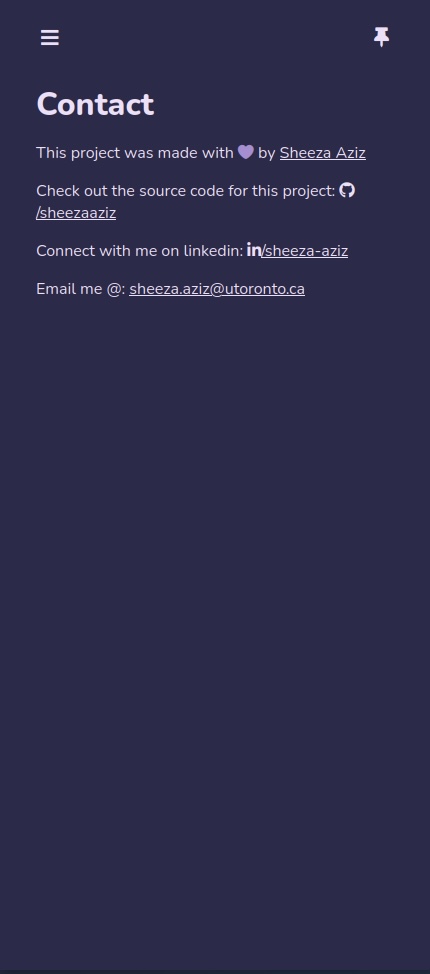 Contact
This project was made with 💜 by Sheeza Aziz
Check out the source code for this project:
/sheezaaziz
Connect with me on linkedin: in/sheeza-aziz
Email me @: sheeza.aziz@utoronto.ca